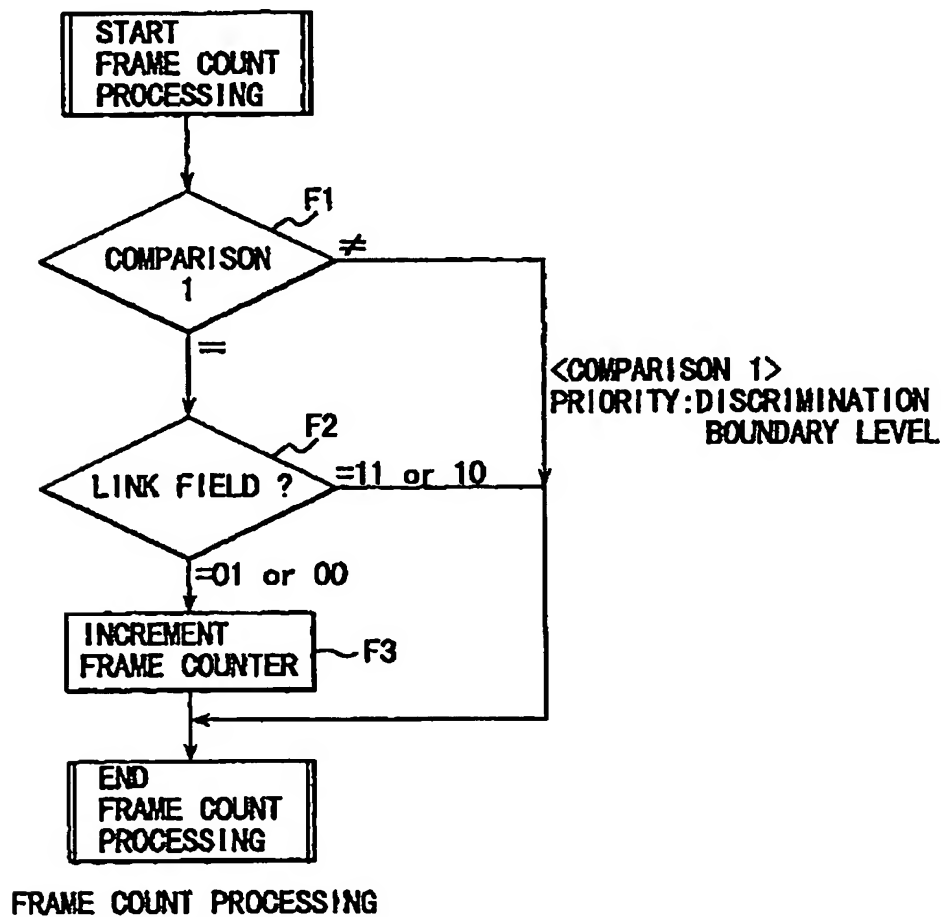 START
FRAME COUNT
PROCESSING
F1
COMPARISON
1
≠
=
<COMPARISON 1>
PRIORITY:DISCRIMINATION
BOUNDARY LEVEL
F2
LINK FIELD ?
=11 or 10
=01 or 00
INCREMENT
FRAME COUNTER
F3
END
FRAME COUNT
PROCESSING
FRAME COUNT PROCESSING